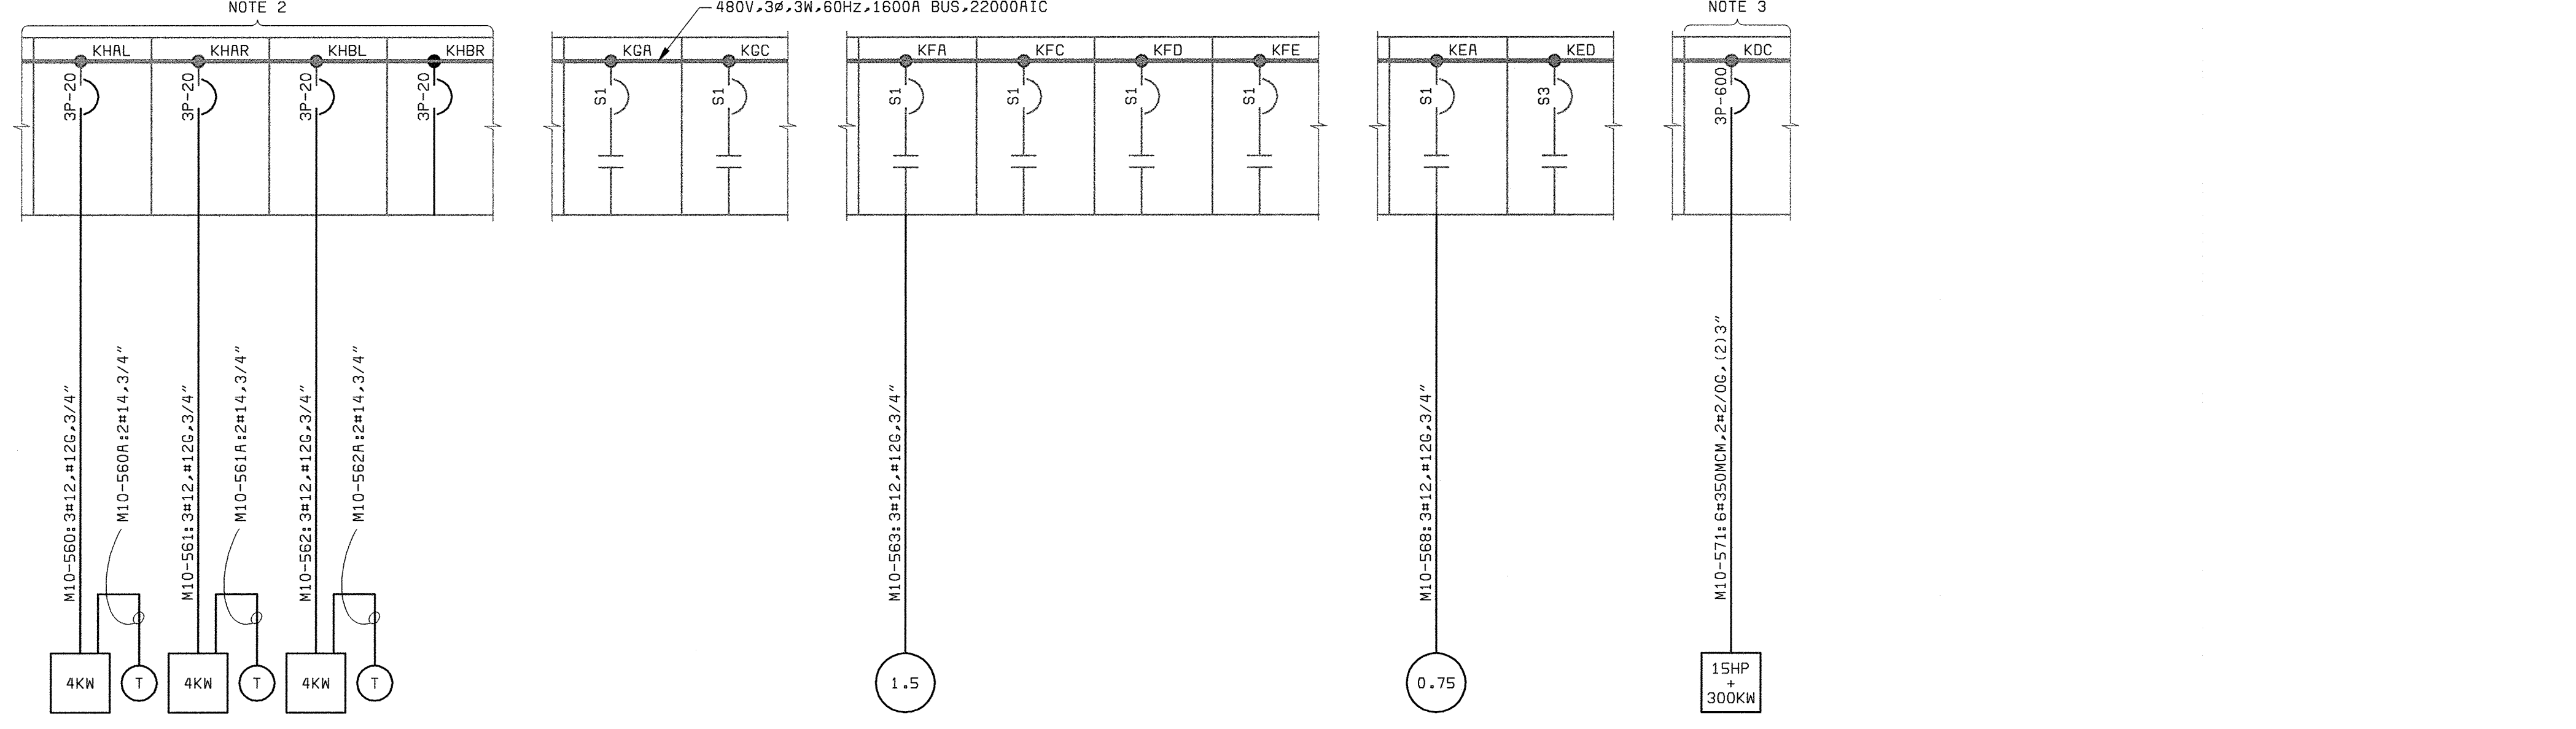 NOTE 2
480V,3Ø,3W,60Hz,1600A BUS,22000AIC
NOTE 3
KHAL
KHAR
KHBL
KHBR
KGA
KGC
KFA
KFC
KFD
KFE
KEA
KED
KDC
3P-20
3P-20
3P-20
3P-20
S1
S1
S1
S1
S1
S1
S1
S3
3P-600
M10-560:3#12,#12G,3/4"
M10-560A:2#14,3/4"
M10-561:3#12,#12G,3/4"
M10-561A:2#14,3/4"
M10-562:3#12,#12G,3/4"
M10-562A:2#14,3/4"
M10-563:3#12,#12G,3/4"
M10-568:3#12,#12G,3/4"
M10-571:6#350MCM,2#2/0G,(2)3"
4KW
T
4KW
T
4KW
T
1.5
0.75
15HP
+
300KW